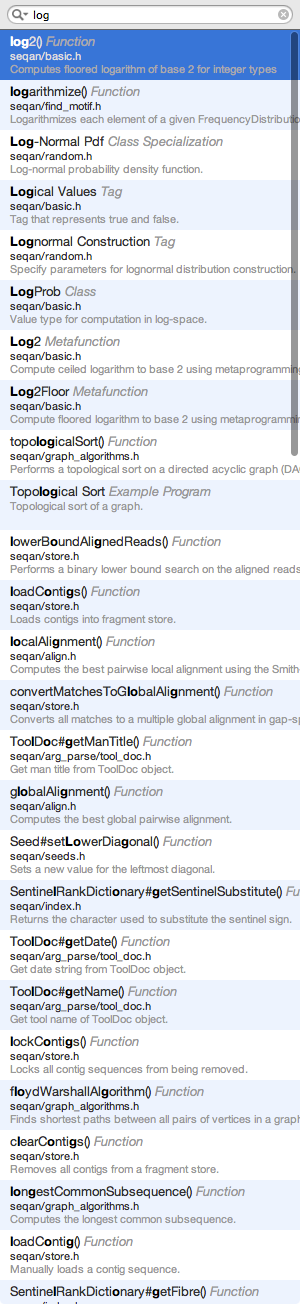 log
log2() Function
seqan/basic.h
Computes floored logarithm of base 2 for integer types
logarithmize() Function
seqan/find_motif.h
Logarithmizes each element of a given FrequencyDistributio
Log-Normal Pdf Class Specialization
seqan/random.h
Log-normal probability density function.
Logical Values Tag
seqan/basic.h
Tag that represents true and false.
Lognormal Construction Tag
seqan/random.h
Specify parameters for lognormal distribution construction.
LogProb Class
seqan/basic.h
Value type for computation in log-space.
Log2 Metafunction
seqan/basic.h
Compute ceiled logarithm to base 2 using metaprogramming
Log2Floor Metafunction
seqan/basic.h
Compute floored logarithm to base 2 using metaprogrammin
topologicalSort() Function
seqan/graph_algorithms.h
Performs a topological sort on a directed acyclic graph (DA
Topological Sort Example Program
Topological sort of a graph.
lowerBoundAlignedReads() Function
seqan/store.h
Performs a binary lower bound search on the aligned reads
loadContigs() Function
seqan/store.h
Loads contigs into fragment store.
localAlignment() Function
seqan/align.h
Computes the best pairwise local alignment using the Smith-
convertMatchesToGlobalAlignment() Function
seqan/store.h
Converts all matches to a multiple global alignment in gap-sp
ToolDoc#getManTitle() Function
seqan/arg_parse/tool_doc.h
Get man title from ToolDoc object.
globalAlignment() Function
seqan/align.h
Computes the best global pairwise alignment.
Seed#setLowerDiagonal() Function
seqan/seeds.h
Sets a new value for the leftmost diagonal.
SentinelRankDictionary#getSentinelSubstitute() Fu
seqan/index.h
Returns the character used to substitute the sentinel sign.
ToolDoc#getDate() Function
seqan/arg_parse/tool_doc.h
Get date string from ToolDoc object.
ToolDoc#getName() Function
seqan/arg_parse/tool_doc.h
Get tool name of ToolDoc object.
lockContigs() Function
seqan/store.h
Locks all contig sequences from being removed.
floydWarshallAlgorithm() Function
seqan/graph_algorithms.h
Finds shortest paths between all pairs of vertices in a graph
clearContigs() Function
seqan/store.h
Removes all contigs from a fragment store.
longestCommonSubsequence() Function
seqan/graph_algorithms.h
Computes the longest common subsequence.
loadContig() Function
seqan/store.h
Manually loads a contig sequence.
SentinelRankDictionary#getFibre() Function